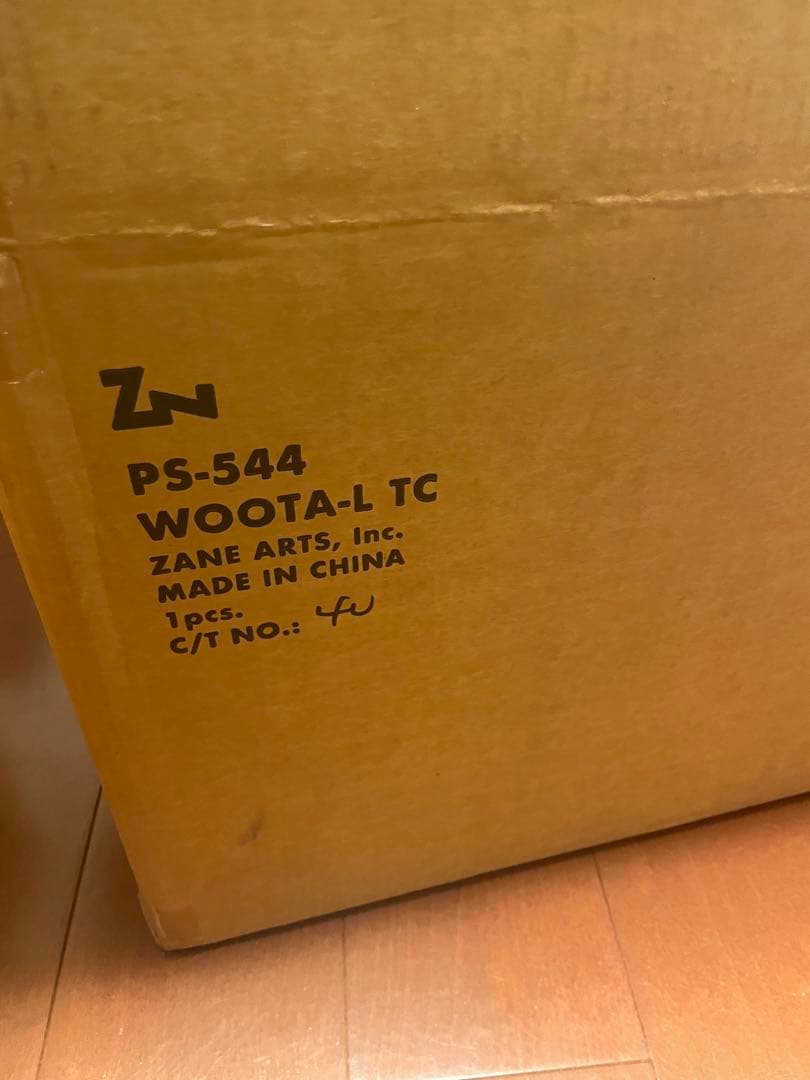 ZN
PS-544
WOOTA-L TC
ZANE ARTS, Inc.
MADE IN CHINA
1pcs.
C/T NO.: